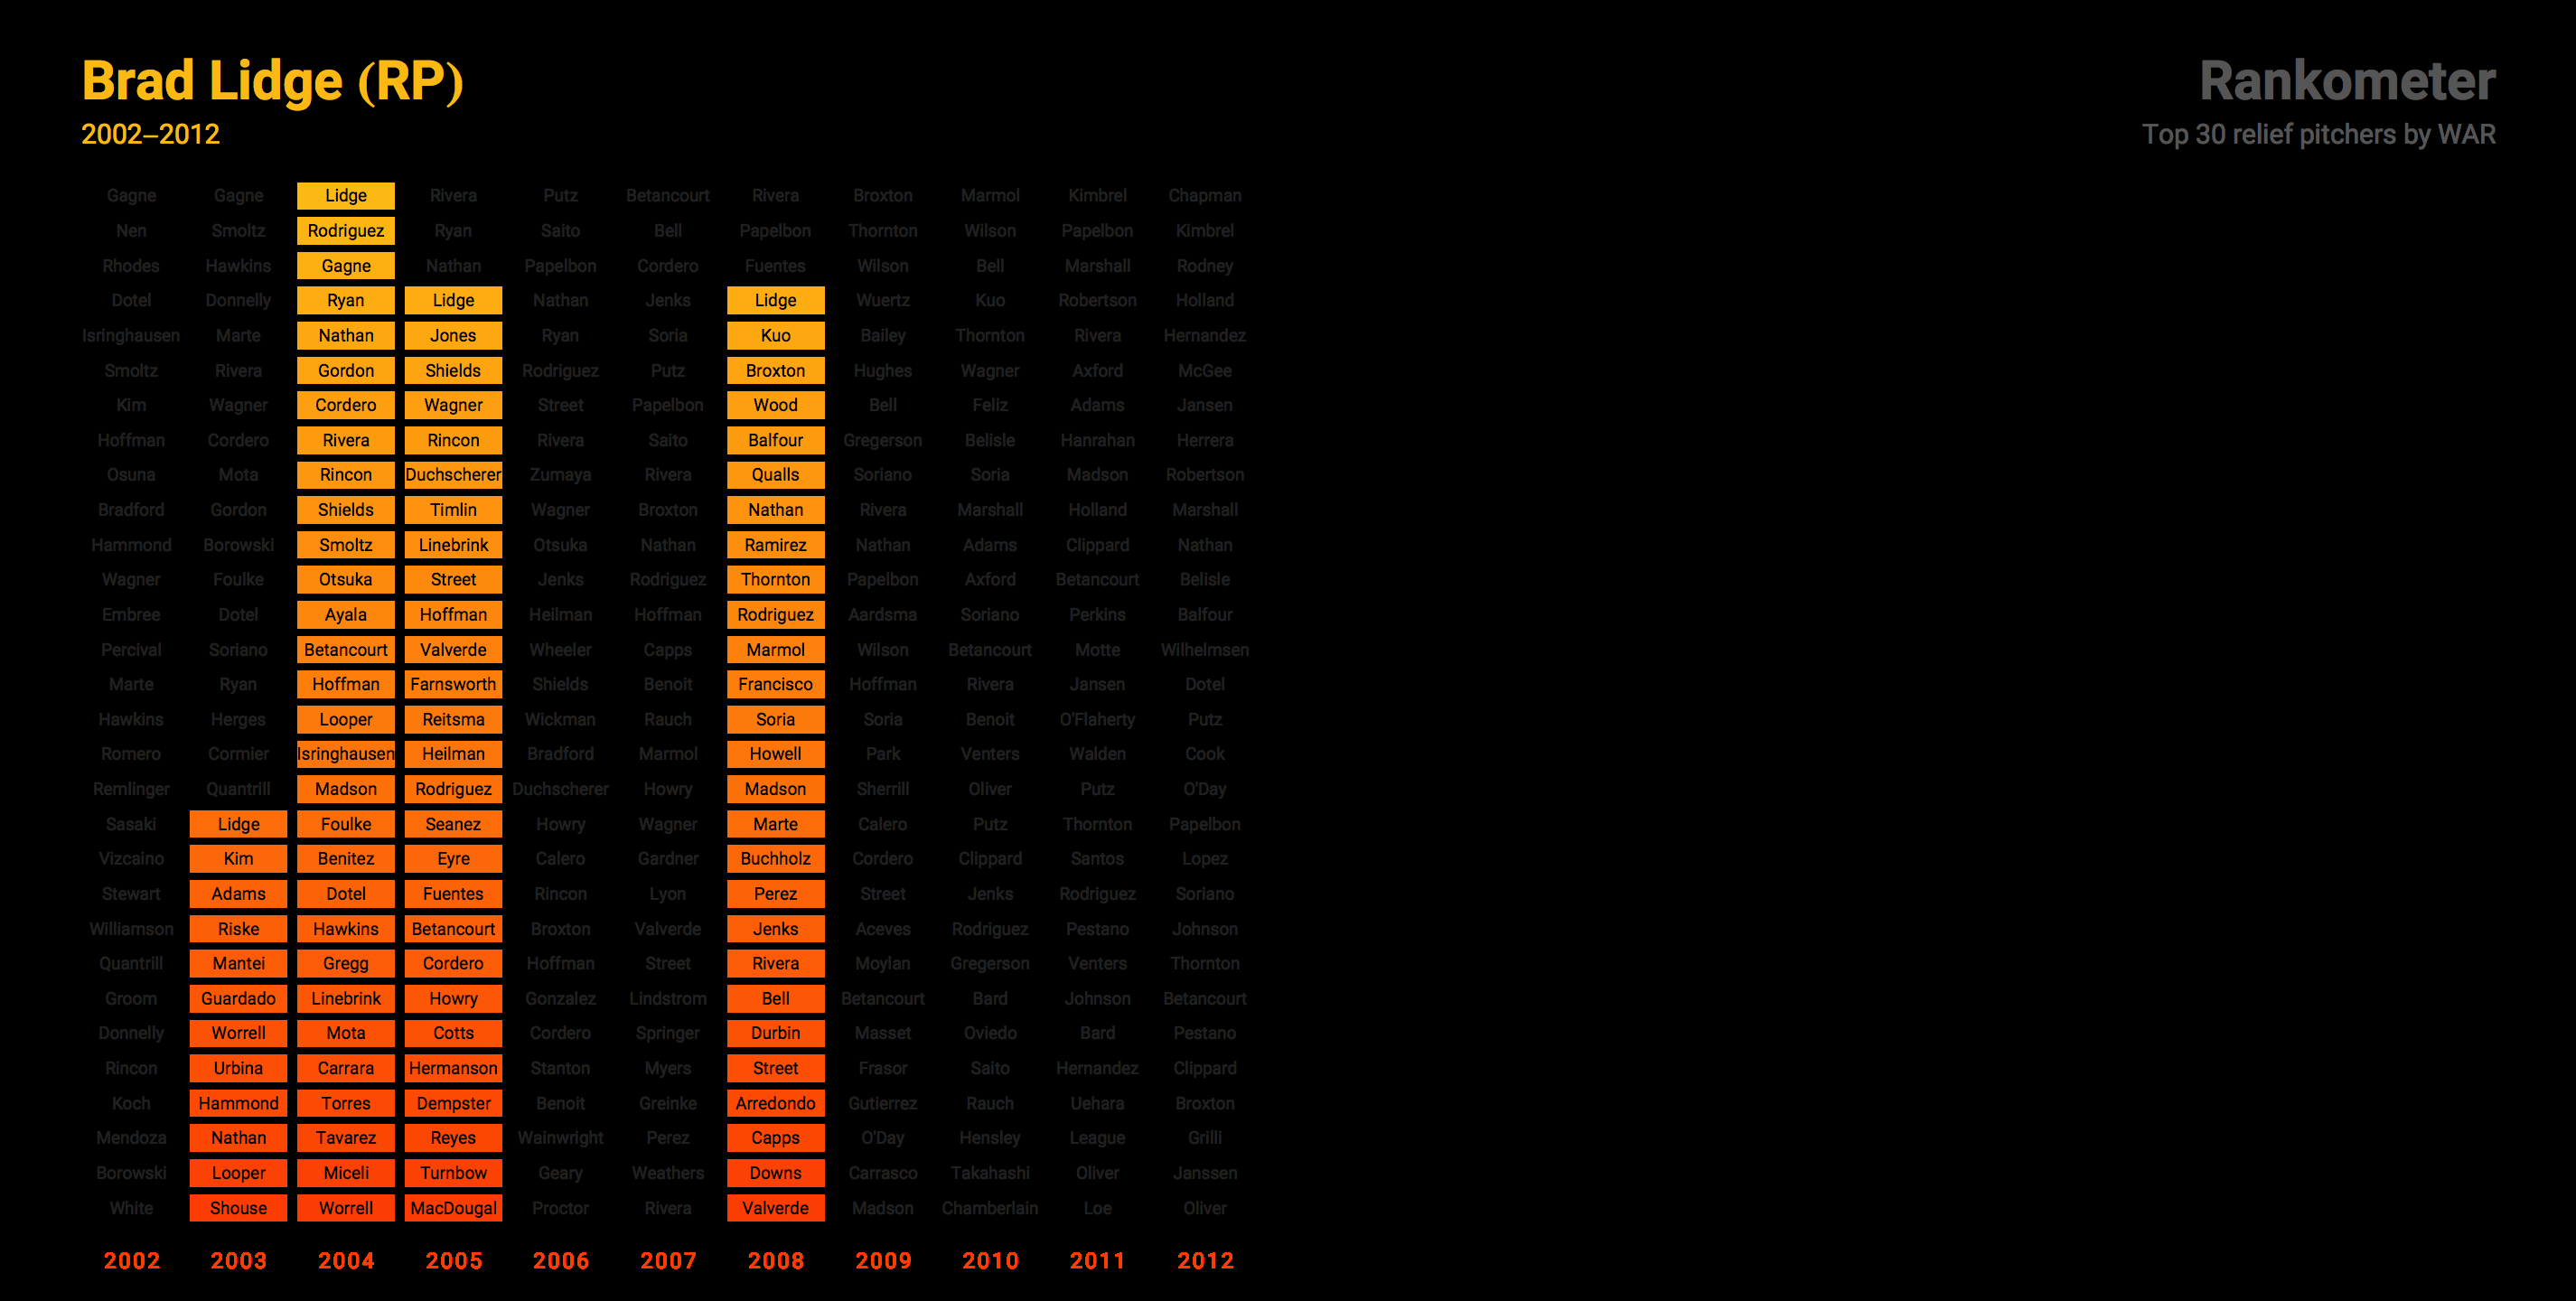 Brad Lidge (RP)
2002–2012
Rankometer
Top 30 relief pitchers by WAR
Gagne Gagne Lidge Rivera Putz Betancourt Rivera Broxton Marmol Kimbrel Chapman
Nen Smoltz Rodriguez Ryan Saito Bell Papelbon Thornton Wilson Papelbon Kimbrel
Rhodes Hawkins Gagne Nathan Papelbon Cordero Fuentes Wilson Bell Marshall Rodney
Dotel Donnelly Ryan Lidge Nathan Jenks Lidge Wuertz Kuo Robertson Holland
Isringhausen Marte Nathan Jones Ryan Soria Kuo Bailey Thornton Rivera Hernandez
Smoltz Rivera Gordon Shields Rodriguez Putz Broxton Hughes Wagner Axford McGee
Kim Wagner Cordero Wagner Street Papelbon Wood Bell Feliz Adams Jansen
Hoffman Cordero Rivera Rincon Rivera Saito Balfour Gregerson Belisle Hanrahan Herrera
Osuna Mota Rincon Duchscherer Zumaya Rivera Qualls Soriano Soria Madson Robertson
Bradford Gordon Shields Timlin Wagner Broxton Nathan Rivera Marshall Holland Marshall
Hammond Borowski Smoltz Linebrink Otsuka Nathan Ramirez Nathan Adams Clippard Nathan
Wagner Foulke Otsuka Street Jenks Rodriguez Thornton Papelbon Axford Betancourt Belisle
Embree Dotel Ayala Hoffman Heilman Hoffman Rodriguez Aardsma Soriano Perkins Balfour
Percival Soriano Betancourt Valverde Wheeler Capps Marmol Wilson Betancourt Motte Wilhelmsen
Marte Ryan Hoffman Farnsworth Shields Benoit Francisco Hoffman Rivera Jansen Dotel
Hawkins Herges Looper Reitsma Wickman Rauch Soria Soria Benoit O'Flaherty Putz
Romero Cormier Isringhausen Heilman Bradford Marmol Howell Park Venters Walden Cook
Remlinger Quantrill Madson Rodriguez Duchscherer Howry Madson Sherrill Oliver Putz O'Day
Sasaki Lidge Foulke Seanez Howry Wagner Marte Calero Putz Thornton Papelbon
Vizcaino Kim Benitez Eyre Calero Gardner Buchholz Cordero Clippard Santos Lopez
Stewart Adams Dotel Fuentes Rincon Lyon Perez Street Jenks Rodriguez Soriano
Williamson Riske Hawkins Betancourt Broxton Valverde Jenks Aceves Rodriguez Pestano Johnson
Quantrill Mantei Gregg Cordero Hoffman Street Rivera Moylan Gregerson Venters Thornton
Groom Guardado Linebrink Howry Gonzalez Lindstrom Bell Betancourt Bard Johnson Betancourt
Donnelly Worrell Mota Cotts Cordero Springer Durbin Masset Oviedo Bard Pestano
Rincon Urbina Carrara Hermanson Stanton Myers Street Frasor Saito Hernandez Clippard
Koch Hammond Torres Dempster Benoit Greinke Arredondo Gutierrez Rauch Uehara Broxton
Mendoza Nathan Tavarez Reyes Wainwright Perez Capps O'Day Hensley League Grilli
Borowski Looper Miceli Turnbow Geary Weathers Downs Carrasco Takahashi Oliver Janssen
White Shouse Worrell MacDougal Proctor Rivera Valverde Madson Chamberlain Loe Oliver
2002 2003 2004 2005 2006 2007 2008 2009 2010 2011 2012